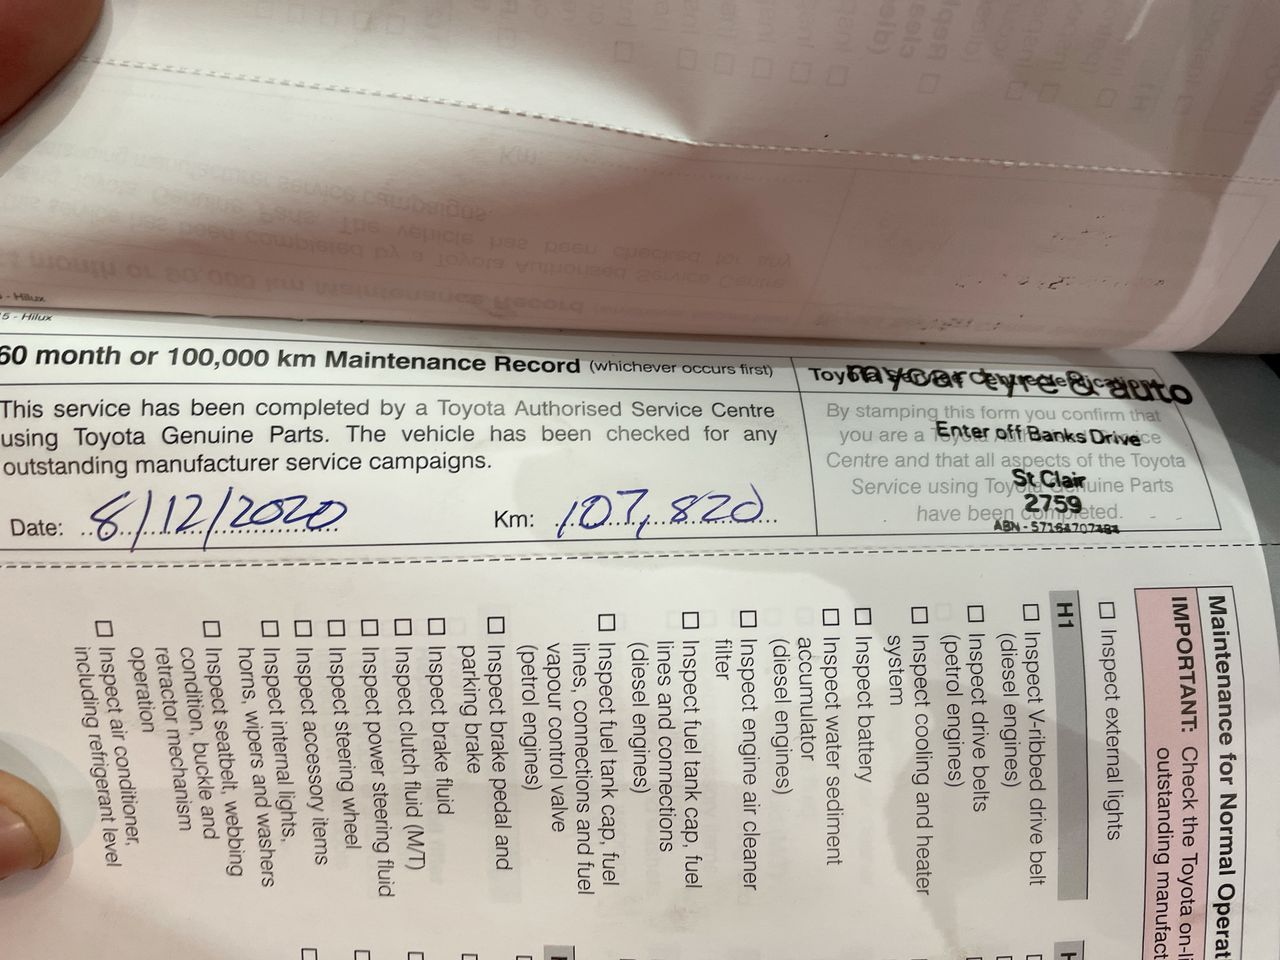 5 - Hilux
60 month or 100,000 km Maintenance Record (whichever occurs first)
This service has been completed by a Toyota Authorised Service Centre
using Toyota Genuine Parts. The vehicle has been checked for any
outstanding manufacturer service campaigns.
Date: 8/12/2020 Km: 107,820
mycar tyre & auto
By stamping this form you confirm that
you are a
Enter off Banks Drive
Centre and that all aspects of the Toyota
St Clair
Service using Toyota Genuine Parts
2759
have been completed.
ABN - 57164707484
Maintenance for Normal
IMPORTANT: Check the Toyota
outstanding
☐ Inspect external lights
H1
☐ Inspect V-ribbed drive belt
(diesel engines)
☐ Inspect drive belts
(petrol engines)
☐ Inspect cooling and heater
system
☐ Inspect battery
☐ Inspect water sediment
accumulator
(diesel engines)
☐ Inspect engine air cleaner
filter
☐ Inspect fuel tank cap, fuel
lines and connections
(diesel engines)
☐ Inspect fuel tank cap, fuel
lines, connections and fuel
vapour control valve
(petrol engines)
☐ Inspect brake pedal and
parking brake
☐ Inspect brake fluid
☐ Inspect clutch fluid (M/T)
☐ Inspect power steering fluid
☐ Inspect steering wheel
☐ Inspect accessory items
☐ Inspect internal lights,
horns, wipers and washers
☐ Inspect seatbelt, webbing
condition, buckle and
retractor mechanism
operation
☐ Inspect air conditioner,
including refrigerant level